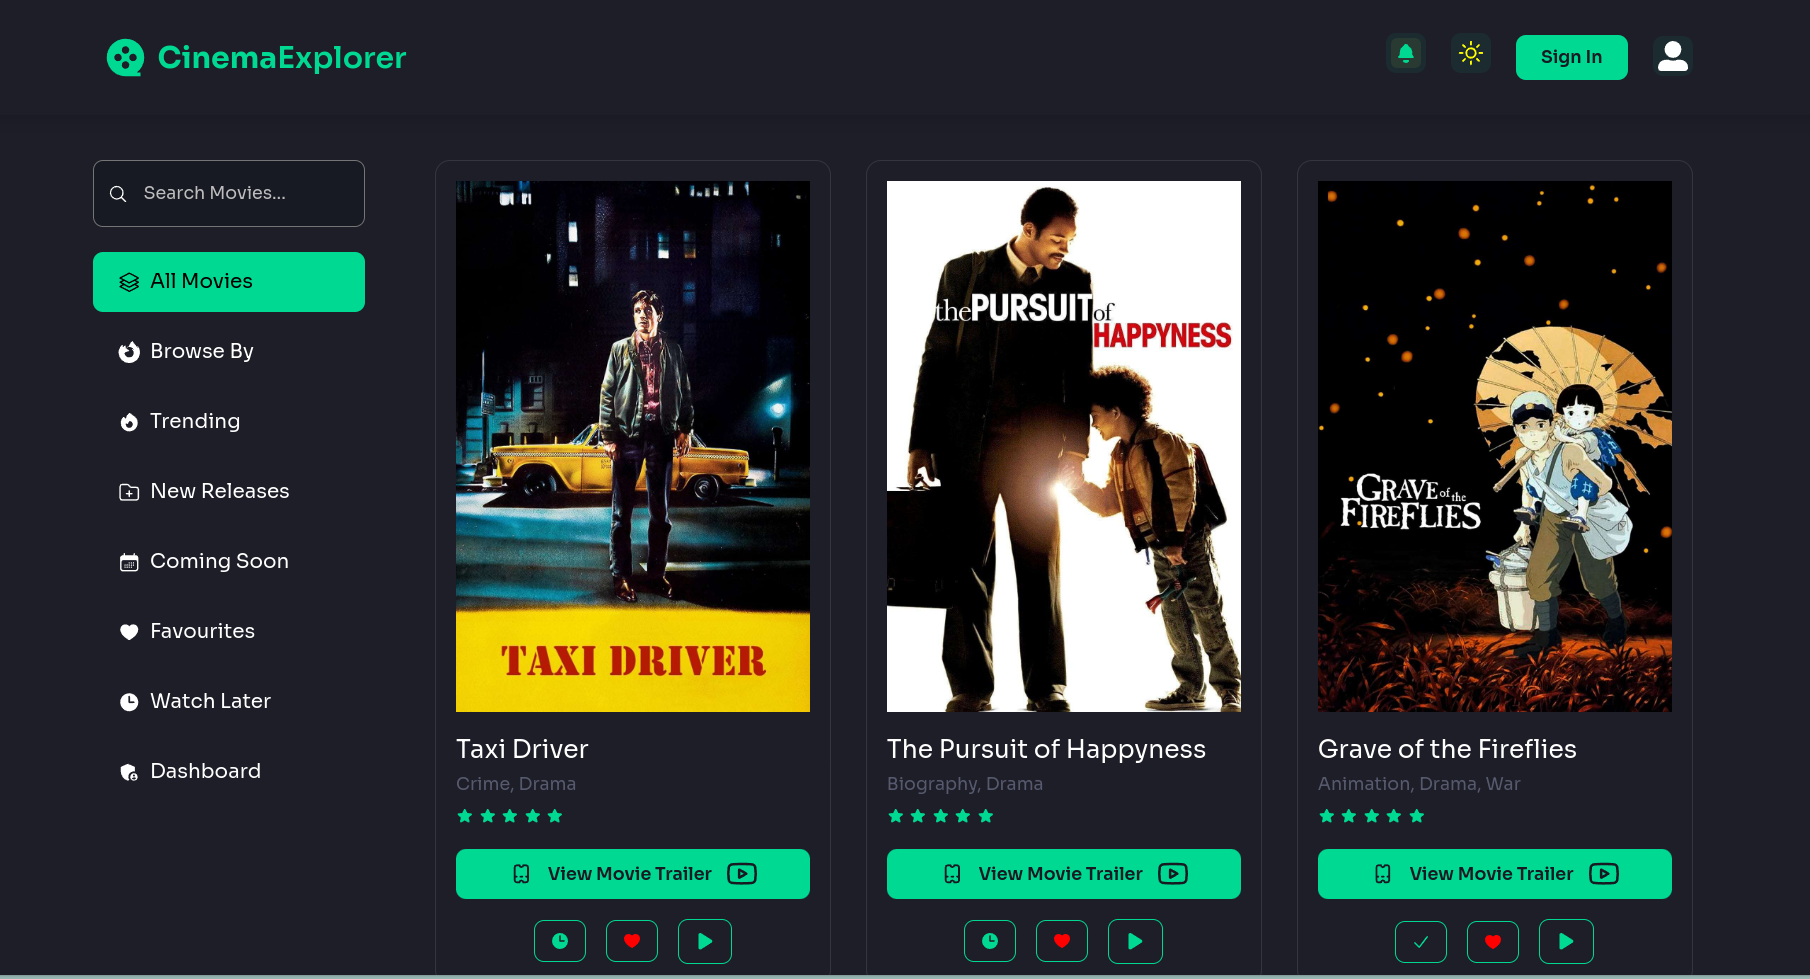 CinemaExplorer
Sign In
Search Movies...
All Movies
Browse By
Trending
New Releases
Coming Soon
Favourites
Watch Later
Dashboard
TAXI DRIVER
the PURSUIT of
HAPPYNESS
GRAVE of the
FIREFLIES
Taxi Driver
Crime, Drama
View Movie Trailer
The Pursuit of Happyness
Biography, Drama
View Movie Trailer
Grave of the Fireflies
Animation, Drama, War
View Movie Trailer